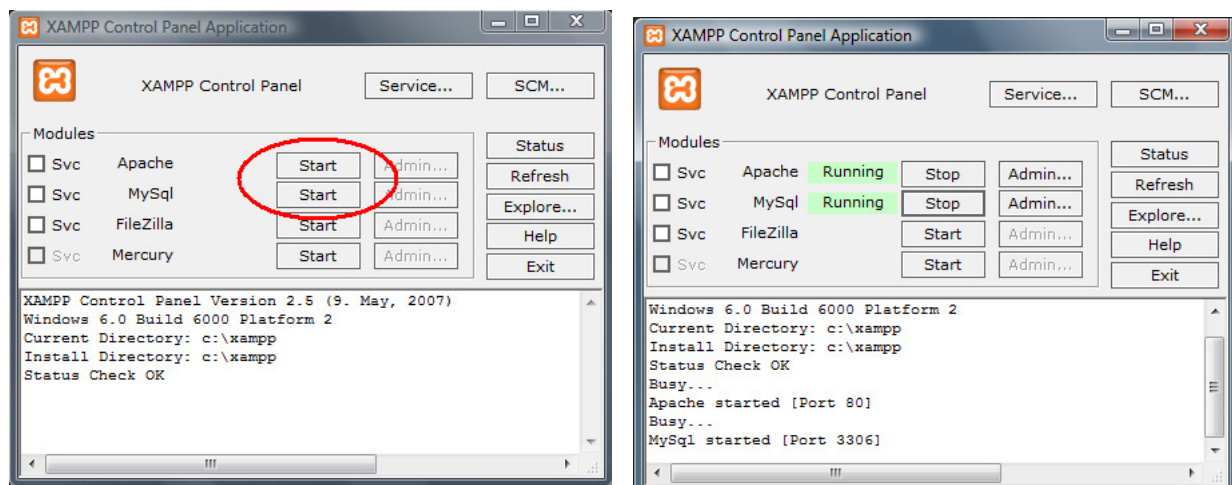 XAMPP Control Panel Application
XAMPP Control Panel Service... SCM...
Modules
Svc Apache Start Admin...
Svc MySql Start Admin...
Svc FileZilla Start Admin...
Svc Mercury Start Admin...
Status
Refresh
Explore...
Help
Exit
XAMPP Control Panel Version 2.5 (9. May, 2007)
Windows 6.0 Build 6000 Platform 2
Current Directory: c:\xampp
Install Directory: c:\xampp
Status Check OK
XAMPP Control Panel Application
XAMPP Control Panel Service... SCM...
Modules
Svc Apache Running Stop Admin...
Svc MySql Running Stop Admin...
Svc FileZilla Start Admin...
Svc Mercury Start Admin...
Status
Refresh
Explore...
Help
Exit
Windows 6.0 Build 6000 Platform 2
Current Directory: c:\xampp
Install Directory: c:\xampp
Status Check OK
Busy...
Apache started [Port 80]
Busy...
MySql started [Port 3306]